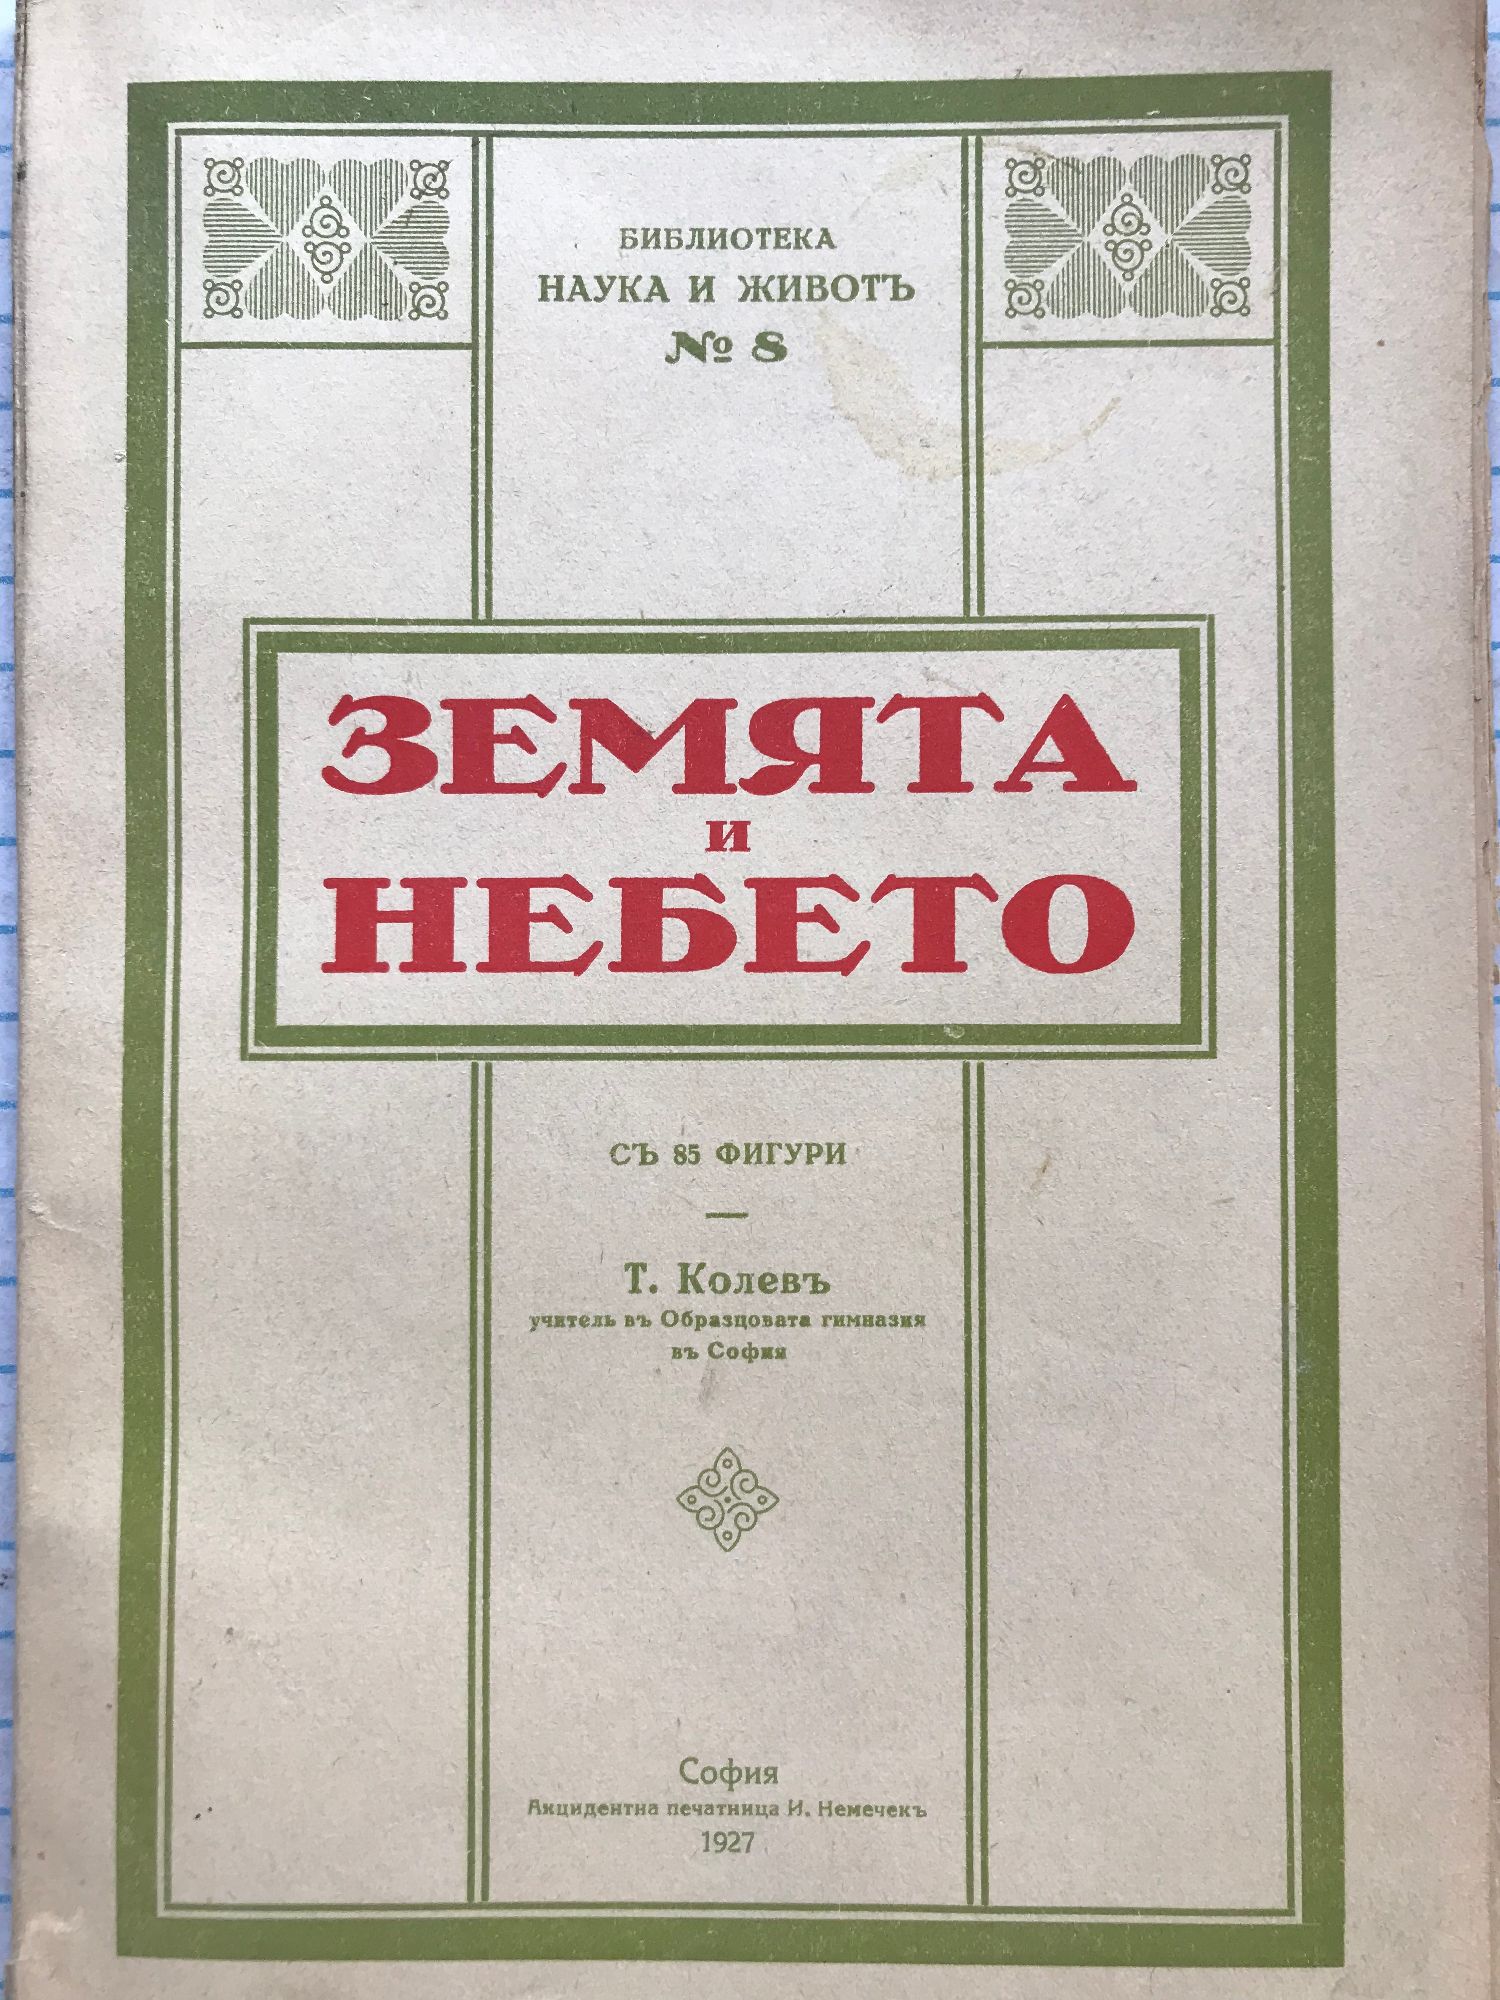 БИБЛИОТЕКА
НАУКА И ЖИВОТЪ
№ 8
ЗЕМЯТА
и
НЕБЕТО
СЪ 85 ФИГУРИ
Т. Колевъ
учитель въ Образцовата гимназия
въ София
София
Акцидентна печатница И. Немечекъ
1927